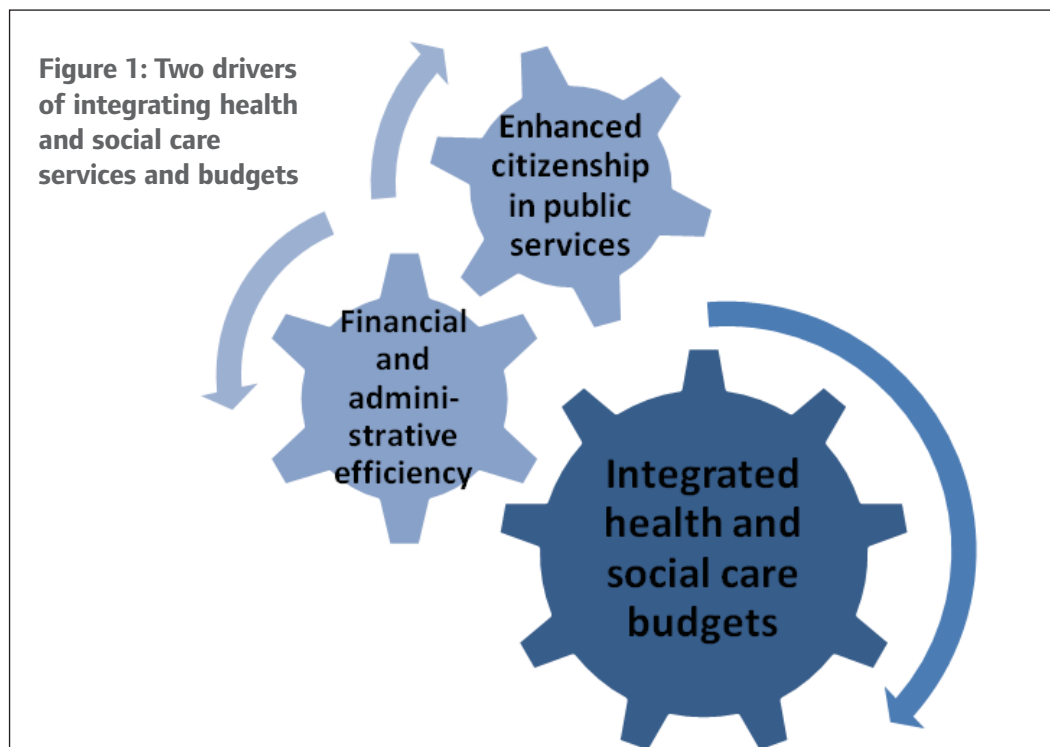 Figure 1: Two drivers
of integrating health
and social care
services and budgets
Enhanced
citizenship
in public
services
Financial
and
admini-
strative
efficiency
Integrated
health and
social care
budgets